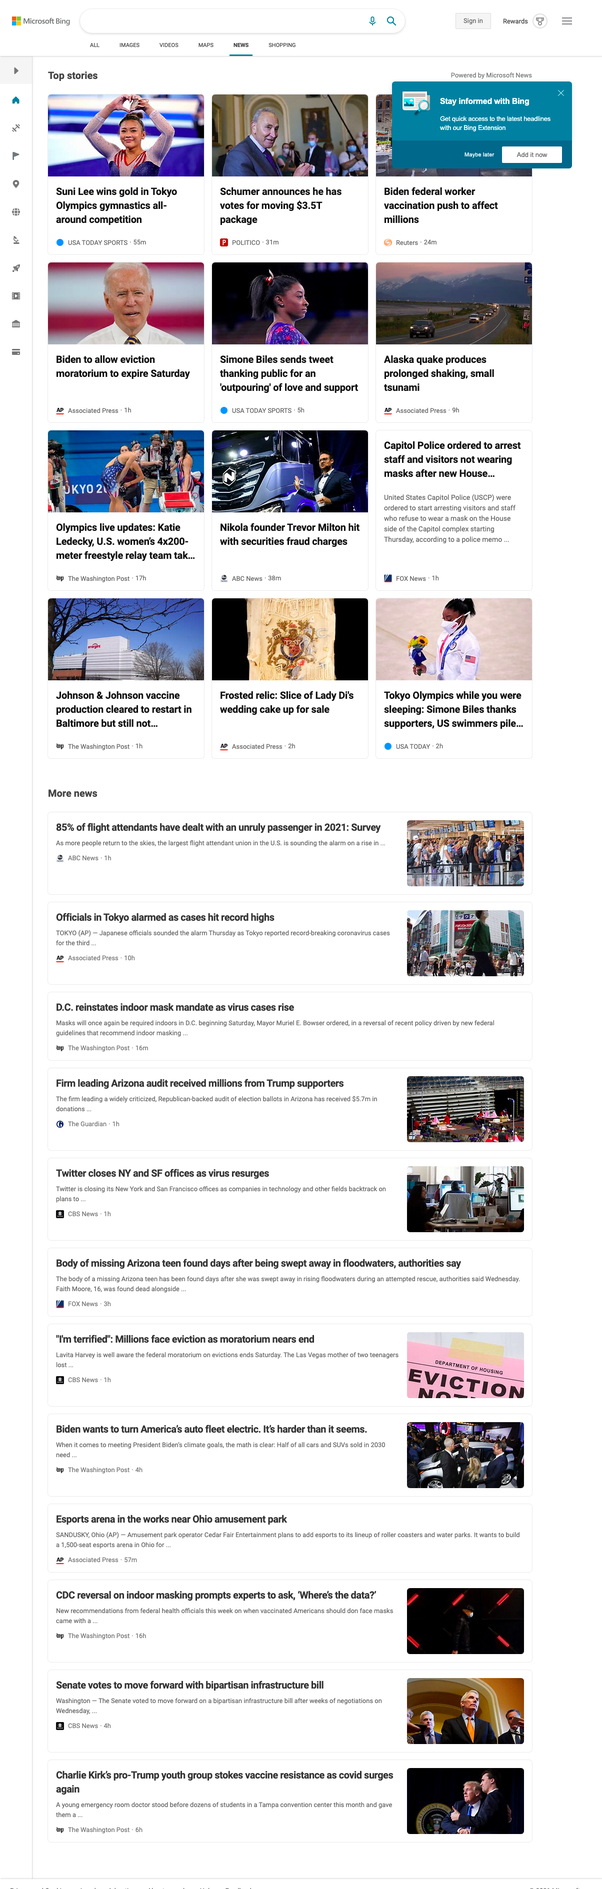 Microsoft Bing
Sign in
Rewards
ALL
IMAGES
VIDEOS
MAPS
NEWS
SHOPPING
Top stories
Powered by Microsoft News
Stay informed with Bing
Get quick access to the latest headlines
with our Bing Extension
Maybe later
Add it now
Suni Lee wins gold in Tokyo
Olympics gymnastics all-
around competition
USA TODAY SPORTS · 55m
Schumer announces he has
votes for moving $3.5T
package
POLITICO · 31m
Biden federal worker
vaccination push to affect
millions
Reuters · 24m
Biden to allow eviction
moratorium to expire Saturday
AP Associated Press · 1h
Simone Biles sends tweet
thanking public for an
'outpouring' of love and support
USA TODAY SPORTS · 5h
Alaska quake produces
prolonged shaking, small
tsunami
AP Associated Press · 9h
Olympics live updates: Katie
Ledecky, U.S. women's 4x200-
meter freestyle relay team tak...
wp The Washington Post · 17h
Nikola founder Trevor Milton hit
with securities fraud charges
ABC News · 38m
Capitol Police ordered to arrest
staff and visitors not wearing
masks after new House...
United States Capitol Police (USCP) were
ordered to start arresting visitors and staff
who refuse to wear a mask on the House
side of the Capitol complex starting
Thursday, according to a police memo ...
FOX News · 1h
Johnson & Johnson vaccine
production cleared to restart in
Baltimore but still not...
wp The Washington Post · 1h
Frosted relic: Slice of Lady Di's
wedding cake up for sale
AP Associated Press · 2h
Tokyo Olympics while you were
sleeping: Simone Biles thanks
supporters, US swimmers pile...
USA TODAY · 2h
More news
85% of flight attendants have dealt with an unruly passenger in 2021: Survey
As more people return to the skies, the largest flight attendant union in the U.S. is sounding the alarm on a rise in ...
ABC News · 1h
Officials in Tokyo alarmed as cases hit record highs
TOKYO (AP) — Japanese officials sounded the alarm Thursday as Tokyo reported record-breaking coronavirus cases
for the third ...
AP Associated Press · 10h
D.C. reinstates indoor mask mandate as virus cases rise
Masks will once again be required indoors in D.C. beginning Saturday, Mayor Muriel E. Bowser ordered, in a reversal of recent policy driven by new federal
guidelines that recommend indoor masking ...
wp The Washington Post · 16m
Firm leading Arizona audit received millions from Trump supporters
The firm leading a widely criticized, Republican-backed audit of election ballots in Arizona has received $5.7m in
donations ...
The Guardian · 1h
Twitter closes NY and SF offices as virus resurges
Twitter is closing its New York and San Francisco offices as companies in technology and other fields backtrack on
plans to ...
CBS News · 1h
Body of missing Arizona teen found days after being swept away in floodwaters, authorities say
The body of a missing Arizona teen has been found days after she was swept away in rising floodwaters during an attempted rescue, authorities said Wednesday.
Faith Moore, 16, was found dead alongside ...
FOX News · 3h
"I'm terrified": Millions face eviction as moratorium nears end
Lavita Harvey is well aware the federal moratorium on evictions ends Saturday. The Las Vegas mother of two teenagers
lost ...
CBS News · 1h
DEPARTMENT OF HOUSING
EVICTION
Biden wants to turn America's auto fleet electric. It's harder than it seems.
When it comes to meeting President Biden's climate goals, the math is clear: Half of all cars and SUVs sold in 2030
need ...
wp The Washington Post · 4h
Esports arena in the works near Ohio amusement park
SANDUSKY, Ohio (AP) — Amusement park operator Cedar Fair Entertainment plans to add esports to its lineup of roller coasters and water parks. It wants to build
a 1,500-seat esports arena in Ohio for ...
AP Associated Press · 57m
CDC reversal on indoor masking prompts experts to ask, 'Where's the data?'
New recommendations from federal health officials this week on when vaccinated Americans should don face masks
came with a ...
wp The Washington Post · 16h
Senate votes to move forward with bipartisan infrastructure bill
Washington — The Senate voted to move forward on a bipartisan infrastructure bill after weeks of negotiations on
Wednesday, ...
CBS News · 4h
Charlie Kirk's pro-Trump youth group stokes vaccine resistance as covid surges
again
A young emergency room doctor stood before dozens of students in a Tampa convention center this month and gave
them a ...
wp The Washington Post · 6h